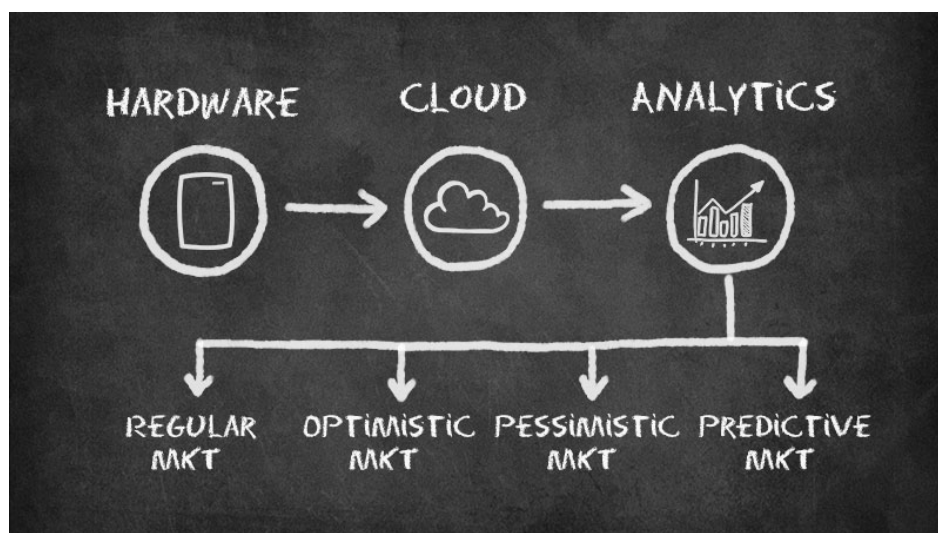 HARDWARE
CLOUD
ANALYTiCS
REGULAR
MKT
OPTiMiSTiC
MKT
PESSiMiSTiC
MKT
PREDiCTiVE
MKT